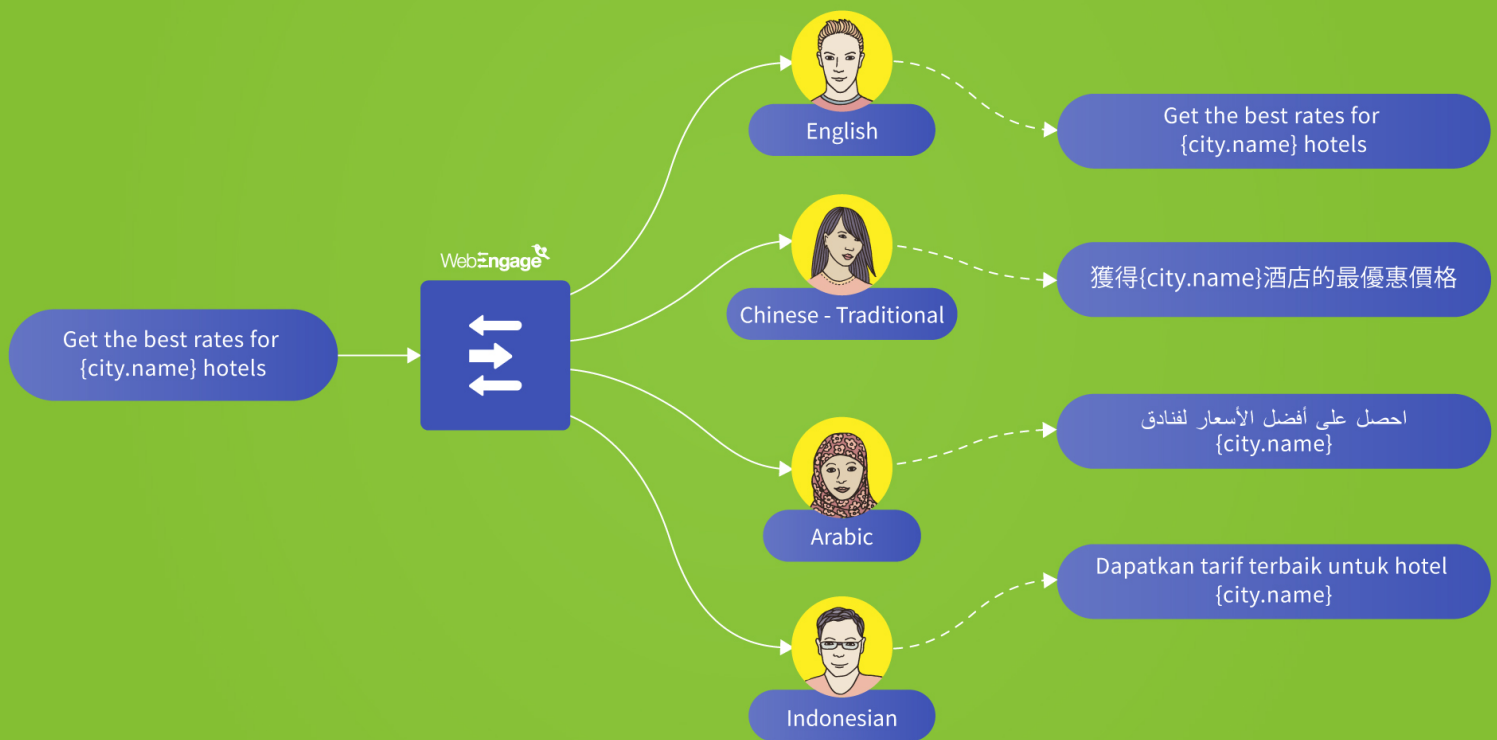 Get the best rates for
{city.name} hotels
WebEngage
English
Get the best rates for
{city.name} hotels
Chinese - Traditional
獲得{city.name}酒店的最優惠價格
Arabic
احصل على أفضل الأسعار لفنادق
{city.name}
Indonesian
Dapatkan tarif terbaik untuk hotel
{city.name}